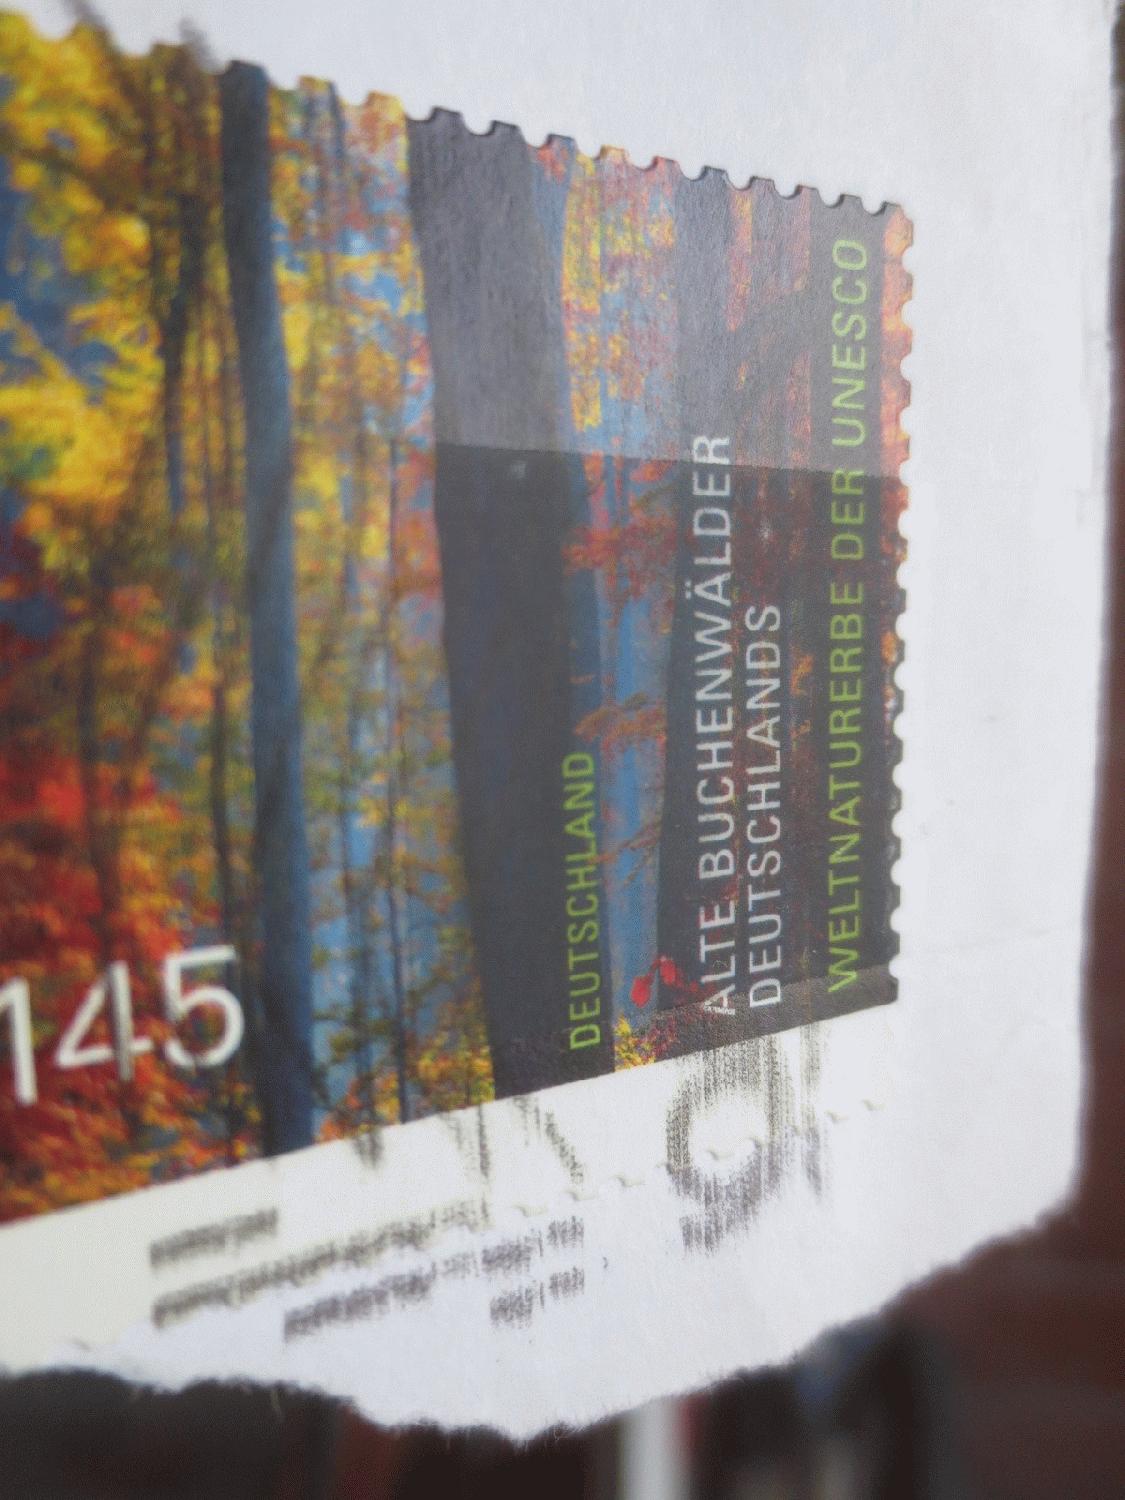 145
DEUTSCHLAND
ALTE BUCHENWÄLDER
DEUTSCHLANDS
WELTNATURERBE DER UNESCO